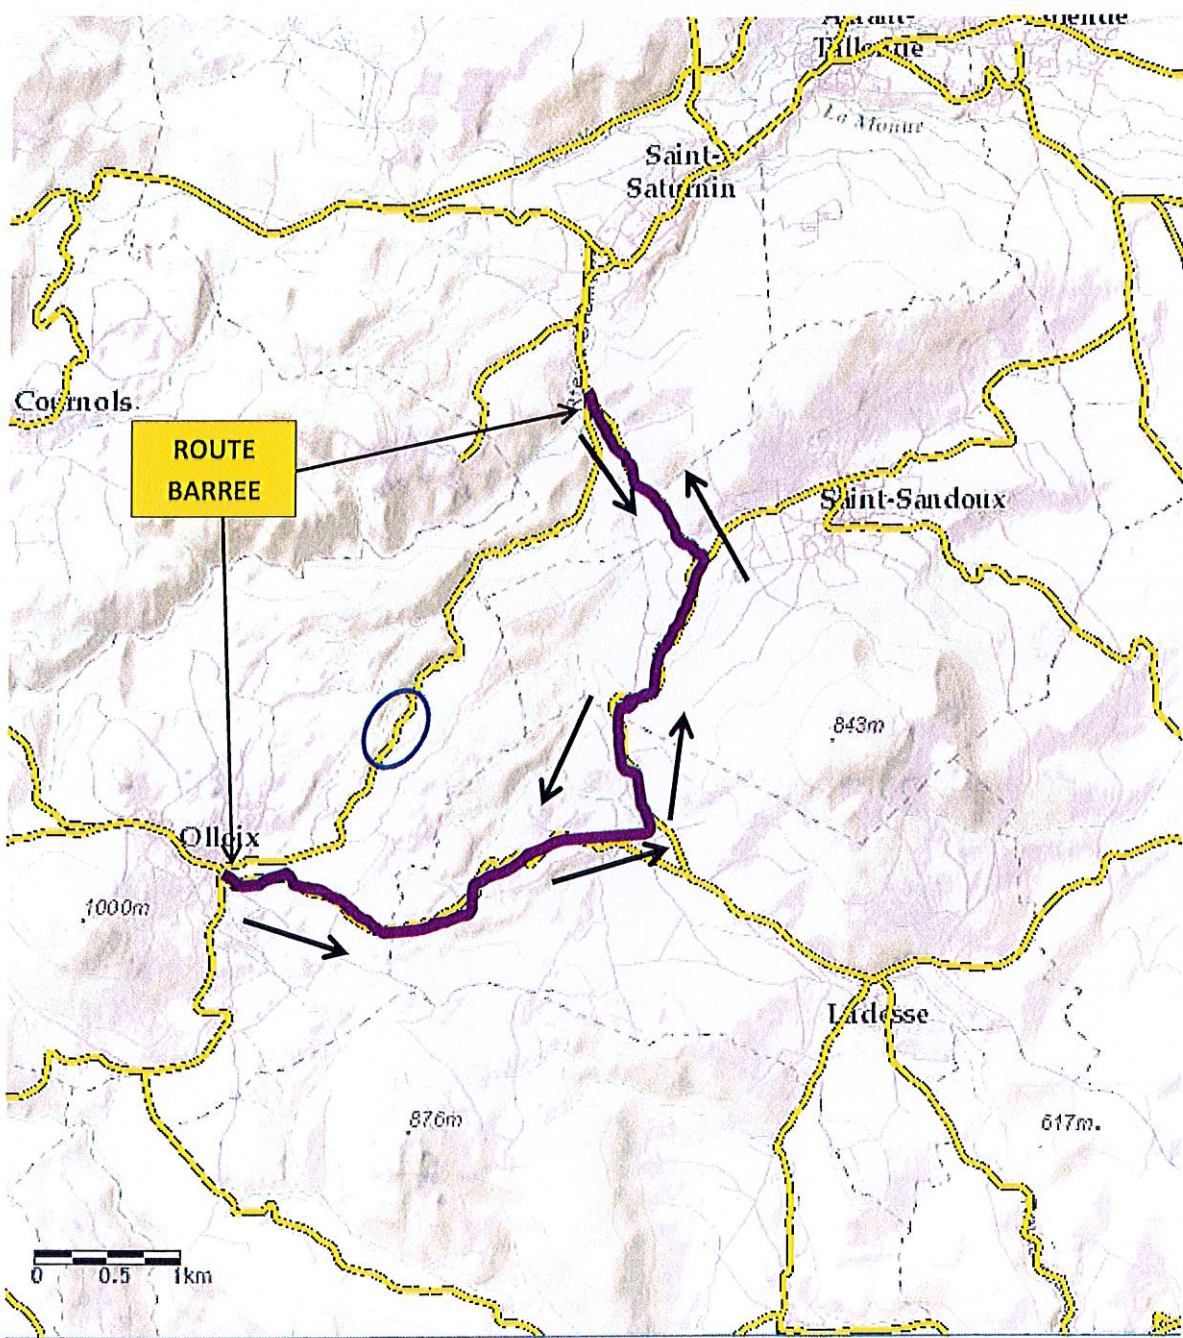 La Monne
Saint-
Saturnin
Cournols
ROUTE
BARREE
Saint-Sandoux
843m
Olloix
1000m
Ludesse
876m
617m
0 0.5 1km